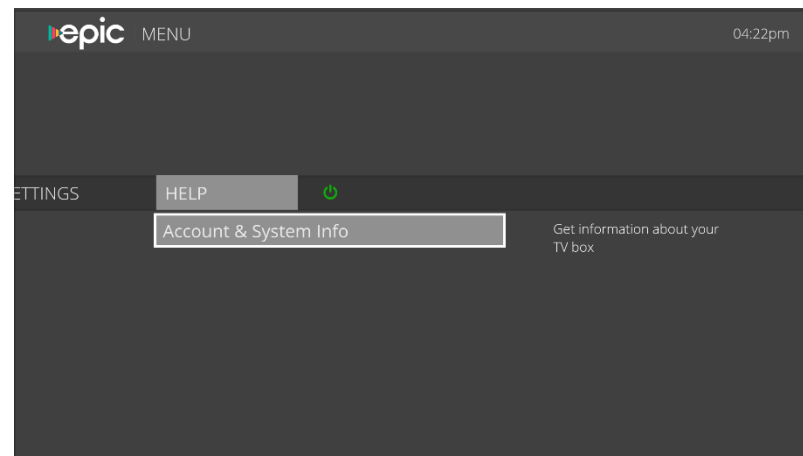 epic MENU 04:22pm
ETTINGS HELP
Account & System Info
Get information about your
TV box